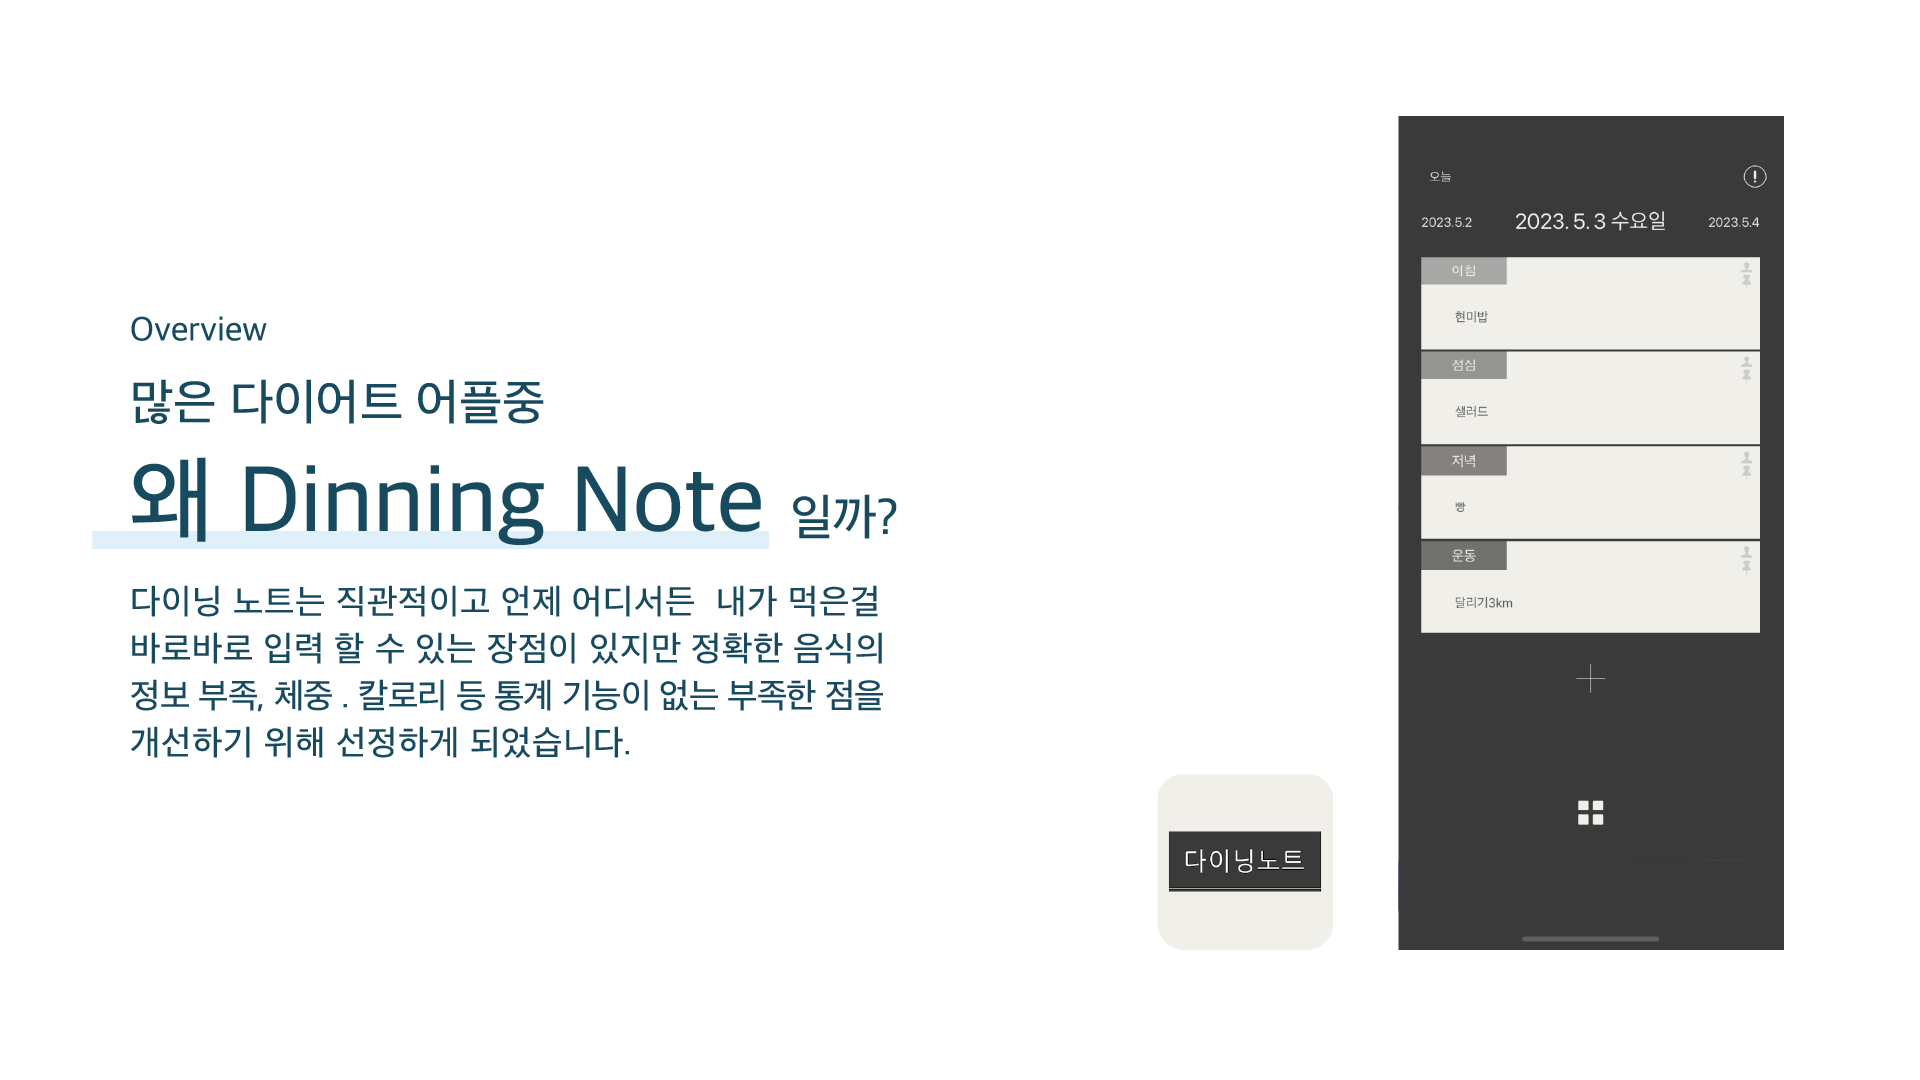 Overview
많은 다이어트 어플중
왜 Dinning Note 일까?
다이닝 노트는 직관적이고 언제 어디서든 내가 먹은걸
바로바로 입력 할 수 있는 장점이 있지만 정확한 음식의
정보 부족, 체중 . 칼로리 등 통계 기능이 없는 부족한 점을
개선하기 위해 선정하게 되었습니다.
다이닝노트
오늘
2023.5.2 2023. 5. 3 수요일 2023.5.4
아침
현미밥
점심
샐러드
저녁
빵
운동
달리기3km